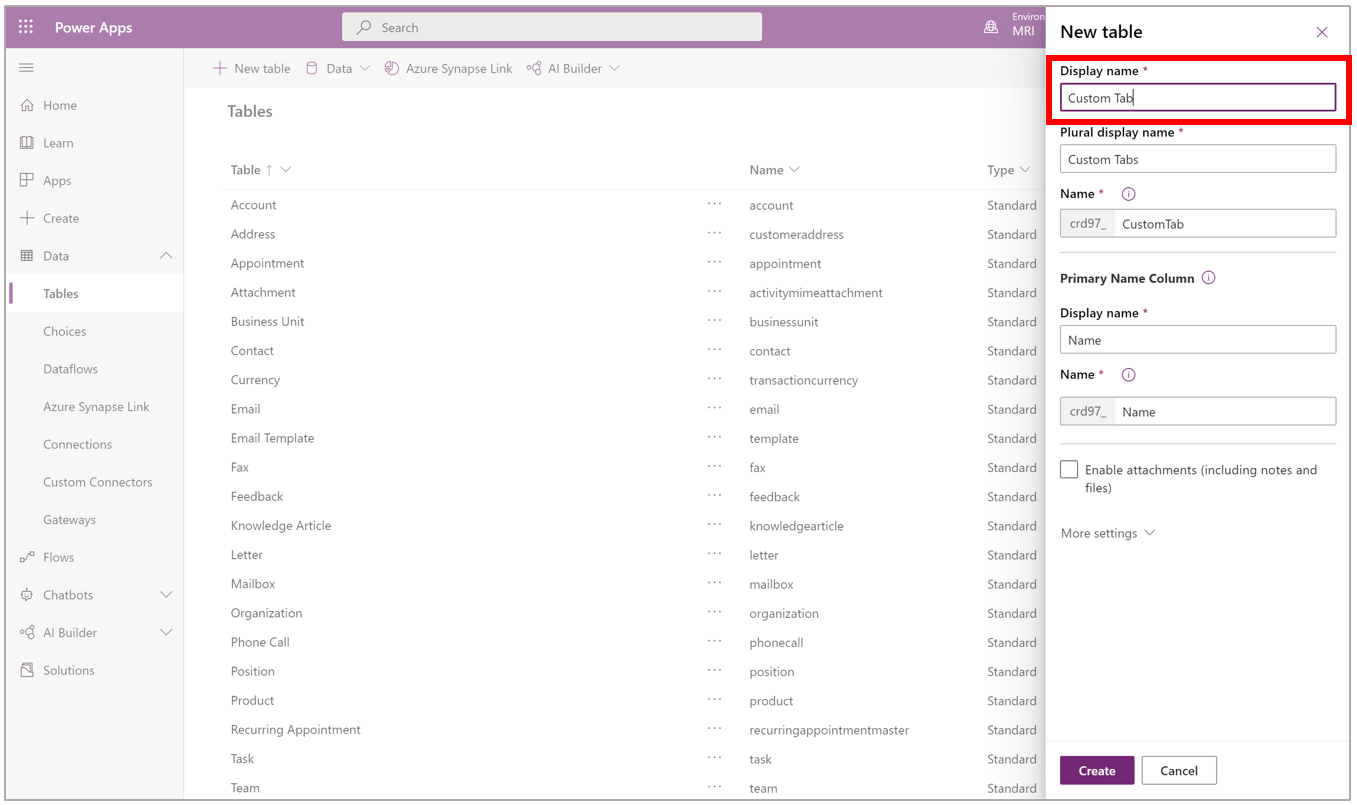 Power Apps
Search
Environ
MRI
New table
Display name *
Custom Tab
Plural display name *
Custom Tabs
Name *
crd97_ CustomTab
Primary Name Column
Display name *
Name
Name *
crd97_ Name
Enable attachments (including notes and
files)
More settings
Create Cancel
Home
Learn
Apps
Create
Data
Tables
Choices
Dataflows
Azure Synapse Link
Connections
Custom Connectors
Gateways
Flows
Chatbots
AI Builder
Solutions
New table Data Azure Synapse Link AI Builder
Tables
Table ↑ Name Type
Account ··· account Standard
Address ··· customeraddress Standard
Appointment ··· appointment Standard
Attachment ··· activitymimeattachment Standard
Business Unit ··· businessunit Standard
Contact ··· contact Standard
Currency ··· transactioncurrency Standard
Email ··· email Standard
Email Template ··· template Standard
Fax ··· fax Standard
Feedback ··· feedback Standard
Knowledge Article ··· knowledgearticle Standard
Letter ··· letter Standard
Mailbox ··· mailbox Standard
Organization ··· organization Standard
Phone Call ··· phonecall Standard
Position ··· position Standard
Product ··· product Standard
Recurring Appointment ··· recurringappointmentmaster Standard
Task ··· task Standard
Team ··· team Standard